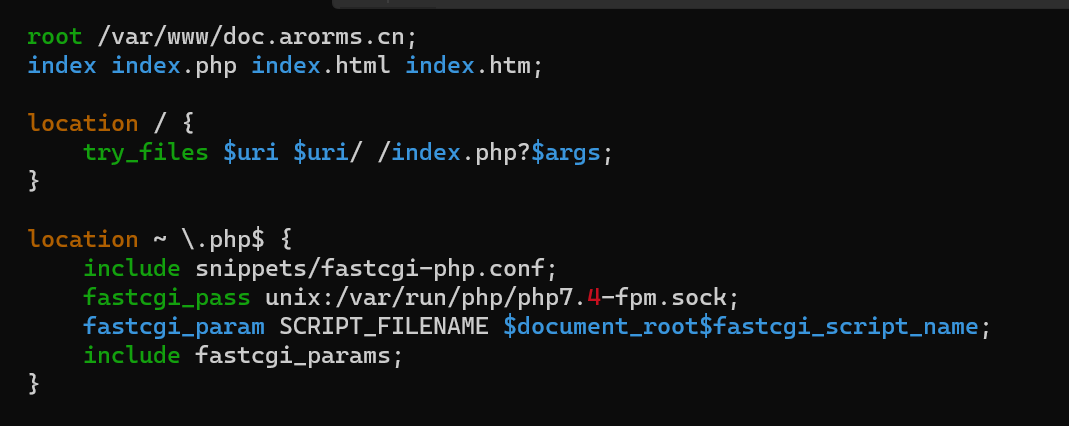 root /var/www/doc.arorms.cn;
index index.php index.html index.htm;

location / {
    try_files $uri $uri/ /index.php?$args;
}

location ~ \.php$ {
    include snippets/fastcgi-php.conf;
    fastcgi_pass unix:/var/run/php/php7.4-fpm.sock;
    fastcgi_param SCRIPT_FILENAME $document_root$fastcgi_script_name;
    include fastcgi_params;
}